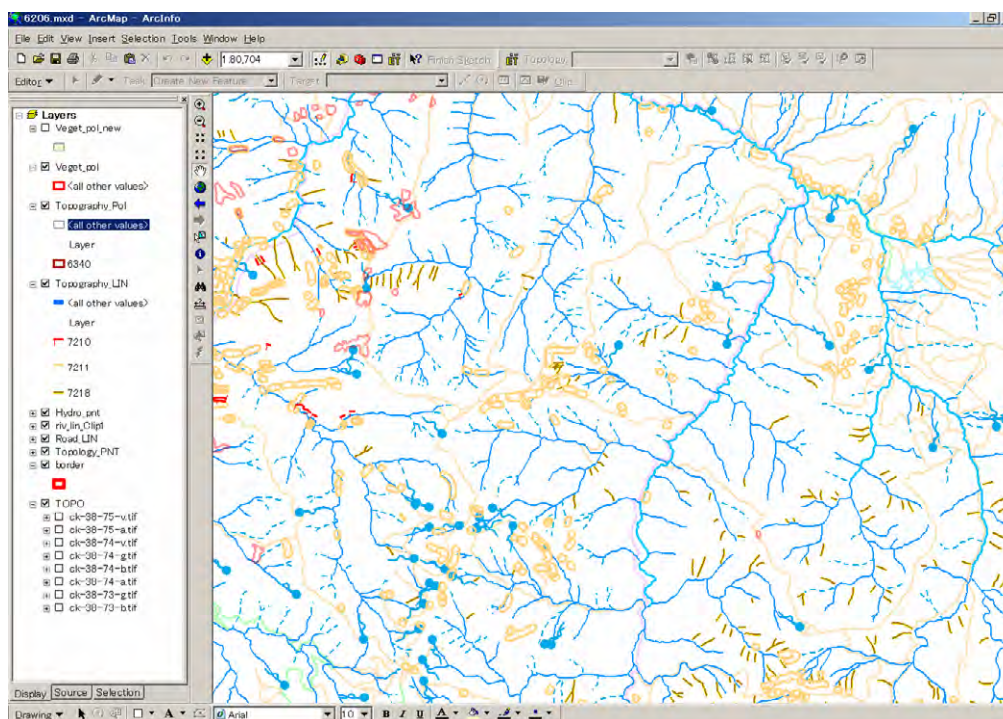 6206.mxd - ArcMap - ArcInfo
File Edit View Insert Selection Tools Window Help
1:80,704 Finish Sketch Topology:
Editor Task: Create New Feature Target: Clip...
Layers
Veget_pol_new
Veget_pol
<all other values>
Topography_Pol
<all other values>
Layer
6340
Topography_LIN
<all other values>
Layer
7210
7211
7218
Hydro_pnt
riv_lin_Clip1
Road_LIN
Topology_PNT
border
TOPO
ck-38-75-v.tif
ck-38-75-a.tif
ck-38-74-v.tif
ck-38-74-g.tif
ck-38-74-b.tif
ck-38-74-a.tif
ck-38-73-g.tif
ck-38-73-b.tif
Display Source Selection
Drawing A Arial 10 B I U A